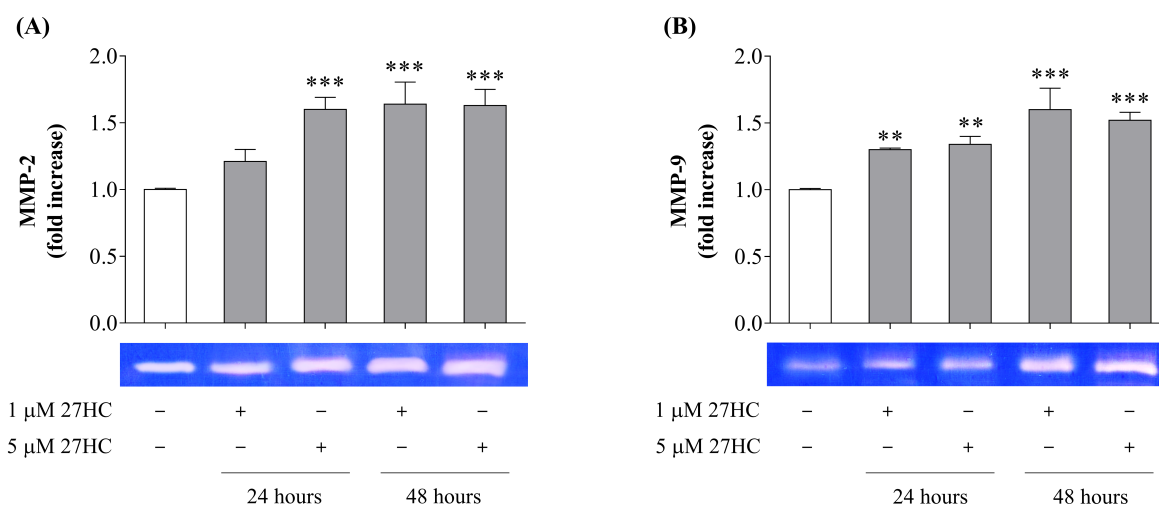 (A)
MMP-2
(fold increase)
2.0
1.5
1.0
0.5
0.0
***
***
***
1 μM 27HC – + – + –
5 μM 27HC – – + – +
24 hours 48 hours
(B)
MMP-9
(fold increase)
2.0
1.5
1.0
0.5
0.0
**
**
***
***
1 μM 27HC – + – + –
5 μM 27HC – – + – +
24 hours 48 hours